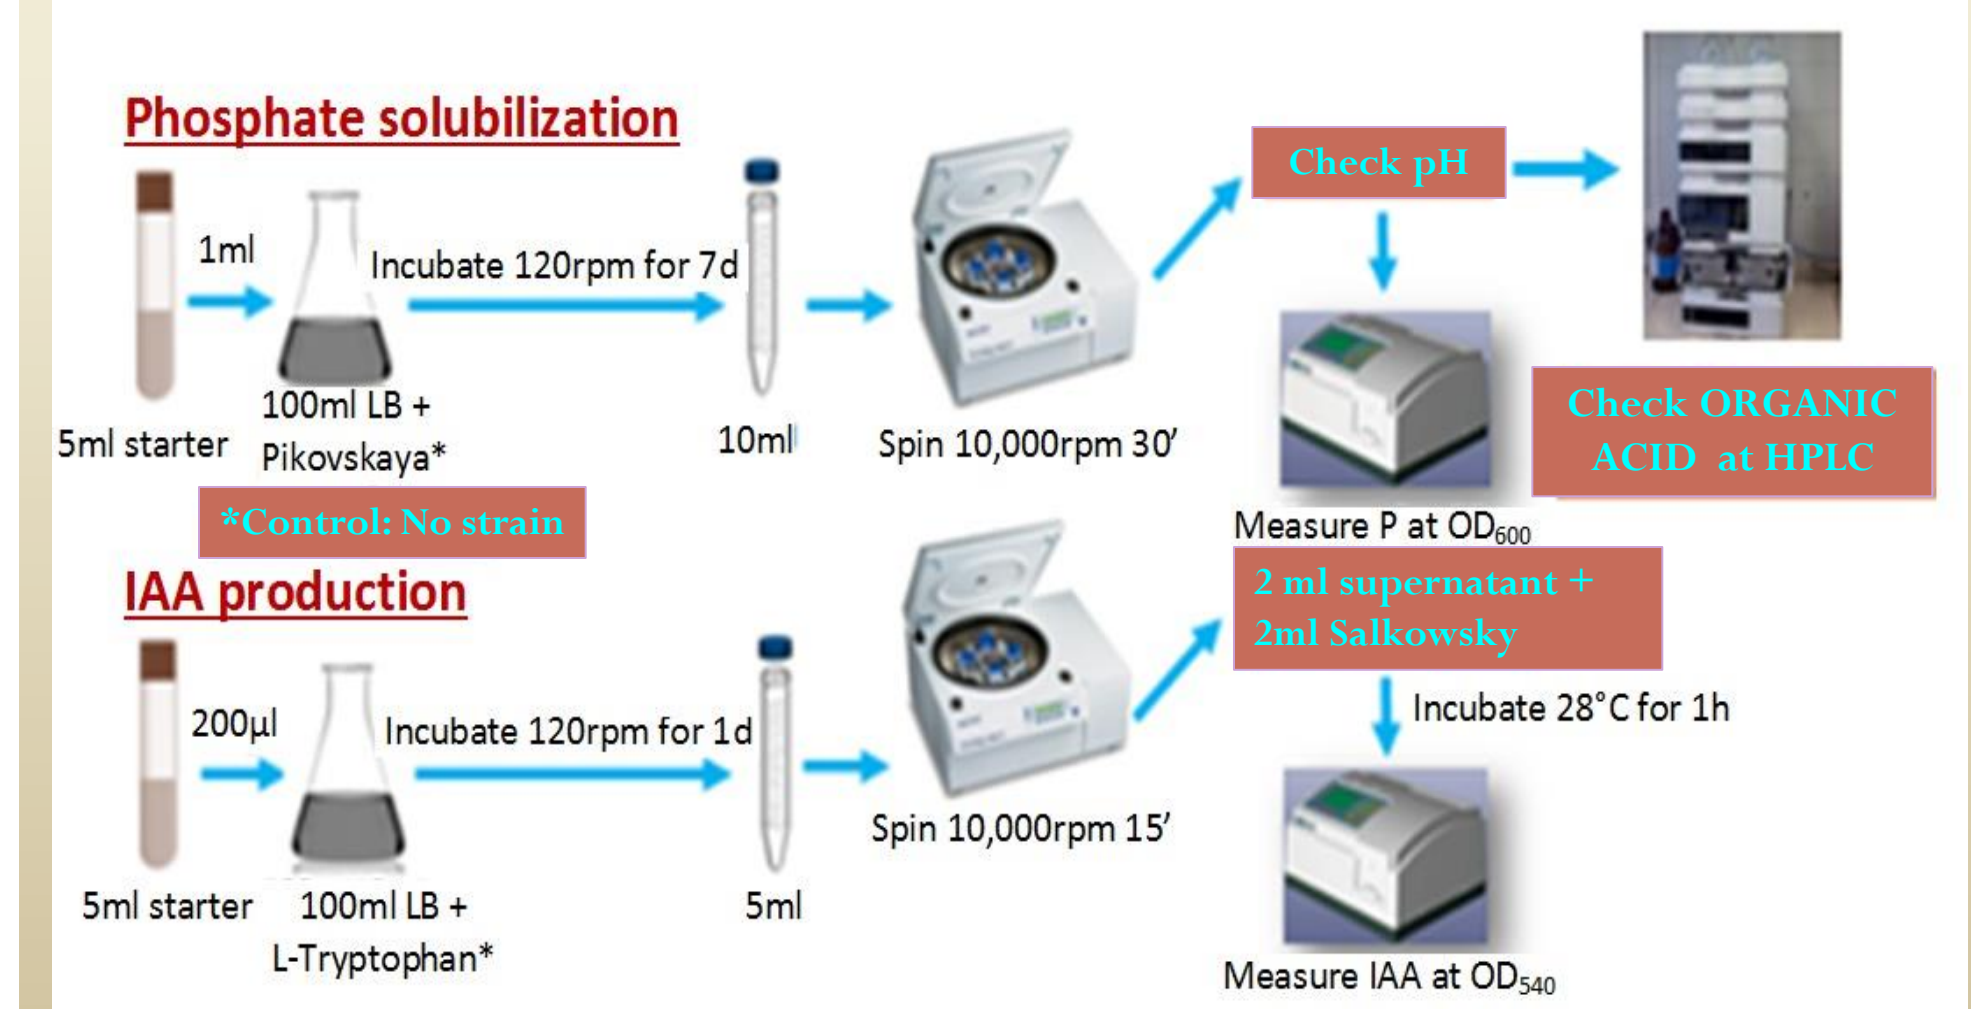 Phosphate solubilization
1ml
Incubate 120rpm for 7d
5ml starter
100ml LB +
Pikovskaya*
10ml
Spin 10,000rpm 30’
Check pH
Measure P at OD600
Check ORGANIC
ACID at HPLC
*Control: No strain
IAA production
200µl
Incubate 120rpm for 1d
5ml starter
100ml LB +
L-Tryptophan*
5ml
Spin 10,000rpm 15’
2 ml supernatant +
2ml Salkowsky
Incubate 28°C for 1h
Measure IAA at OD540